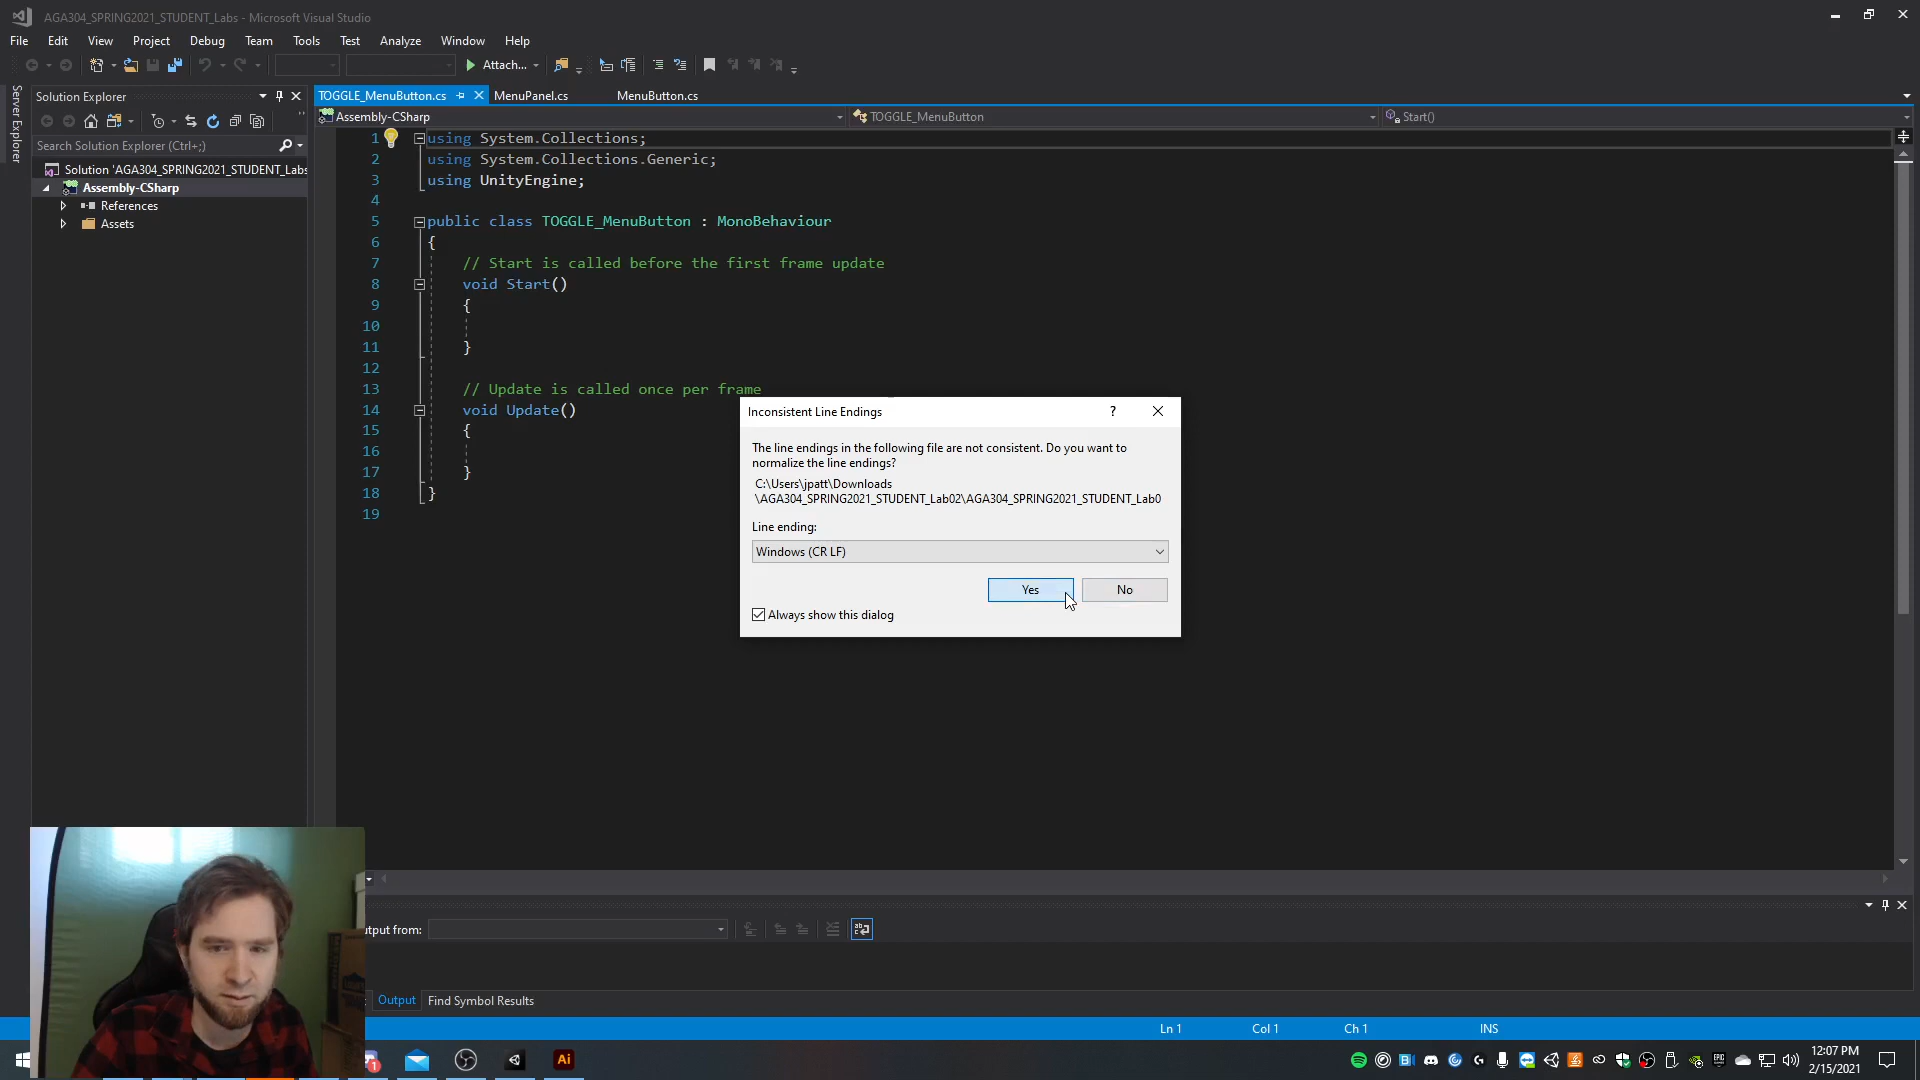 AGA304_SPRING2021_STUDENT_Labs - Microsoft Visual Studio
File Edit View Project Debug Team Tools Test Analyze Window Help
Attach...
Server Explorer
Solution Explorer
Search Solution Explorer (Ctrl+;)
Solution 'AGA304_SPRING2021_STUDENT_Labs
Assembly-CSharp
References
Assets
TOGGLE_MenuButton.cs MenuPanel.cs MenuButton.cs
Assembly-CSharp TOGGLE_MenuButton Start()
1 using System.Collections;
2 using System.Collections.Generic;
3 using UnityEngine;
4
5 public class TOGGLE_MenuButton : MonoBehaviour
6 {
7 // Start is called before the first frame update
8 void Start()
9 {
10
11 }
12
13 // Update is called once per frame
14 void Update()
15 {
16
17 }
18 }
19
Inconsistent Line Endings
?
The line endings in the following file are not consistent. Do you want to
normalize the line endings?
C:\Users\jpatt\Downloads
\AGA304_SPRING2021_STUDENT_Lab02\AGA304_SPRING2021_STUDENT_Lab0
Line ending:
Windows (CR LF)
Yes No
Always show this dialog
utput from:
Output Find Symbol Results
Ln 1 Col 1 Ch 1 INS
1
Ai
EPIC
12:07 PM
2/15/2021